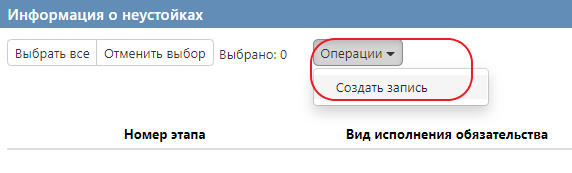 Информация о неустойках
Выбрать все Отменить выбор Выбрано: 0 Операции
Создать запись
Номер этапа Вид исполнения обязательства